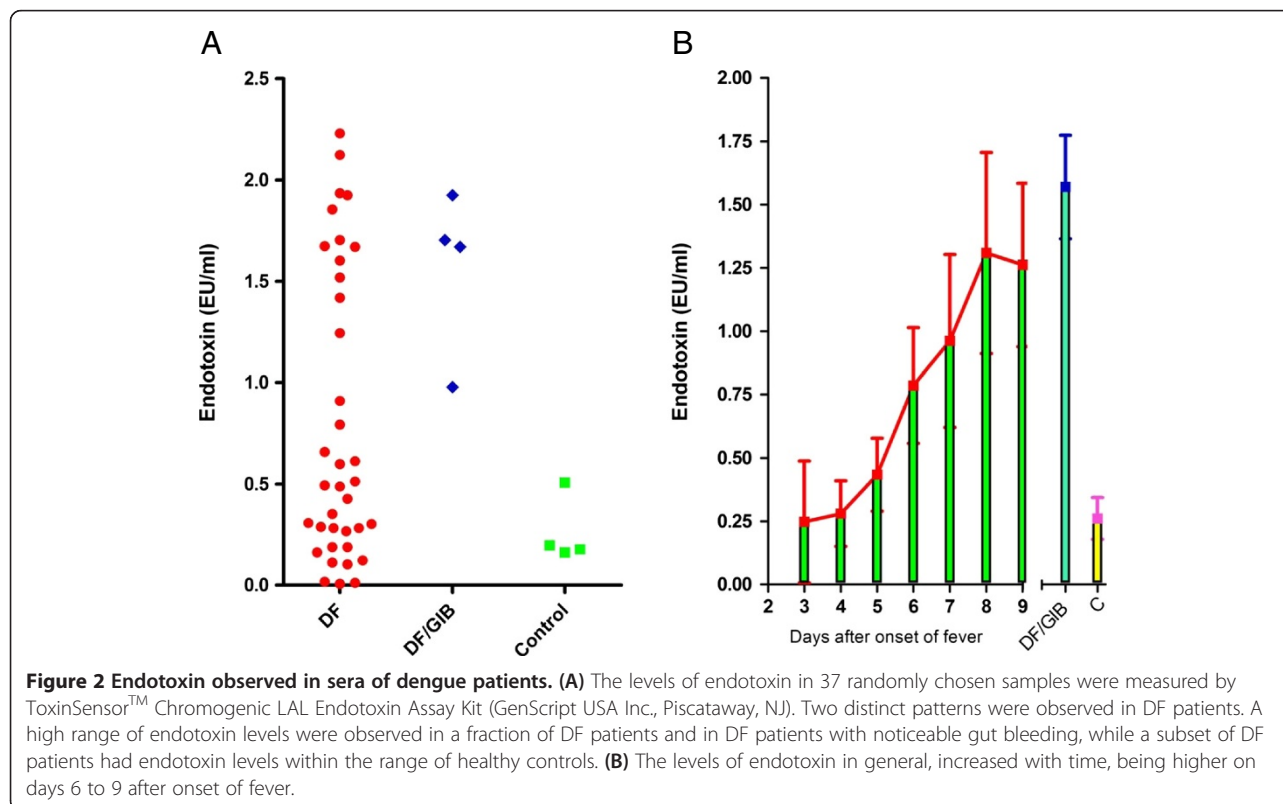 A
B
2.5
2.0
1.5
1.0
0.5
0.0
Endotoxin (EU/ml)
DF
DF/GIB
Control
2.00
1.75
1.50
1.25
1.00
0.75
0.50
0.25
0.00
Endotoxin (EU/ml)
2 3 4 5 6 7 8 9
DF/GIB
C
Days after onset of fever
Figure 2 Endotoxin observed in sera of dengue patients. (A) The levels of endotoxin in 37 randomly chosen samples were measured by
ToxinSensor™ Chromogenic LAL Endotoxin Assay Kit (GenScript USA Inc., Piscataway, NJ). Two distinct patterns were observed in DF patients. A
high range of endotoxin levels were observed in a fraction of DF patients and in DF patients with noticeable gut bleeding, while a subset of DF
patients had endotoxin levels within the range of healthy controls. (B) The levels of endotoxin in general, increased with time, being higher on
days 6 to 9 after onset of fever.